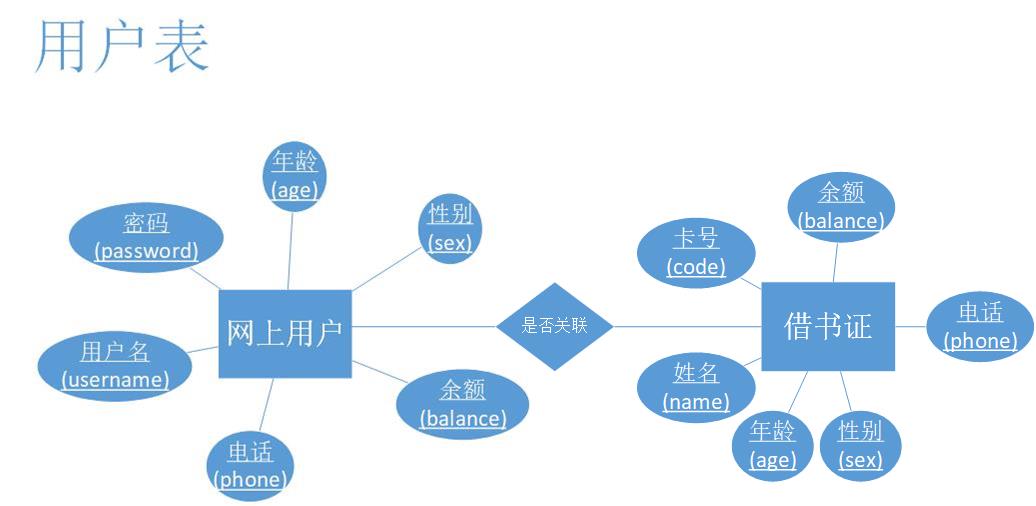 用户表
年龄
(age)
密码
(password)
性别
(sex)
用户名
(username)
网上用户
余额
(balance)
电话
(phone)
是否关联
余额
(balance)
卡号
(code)
借书证
电话
(phone)
姓名
(name)
年龄
(age)
性别
(sex)